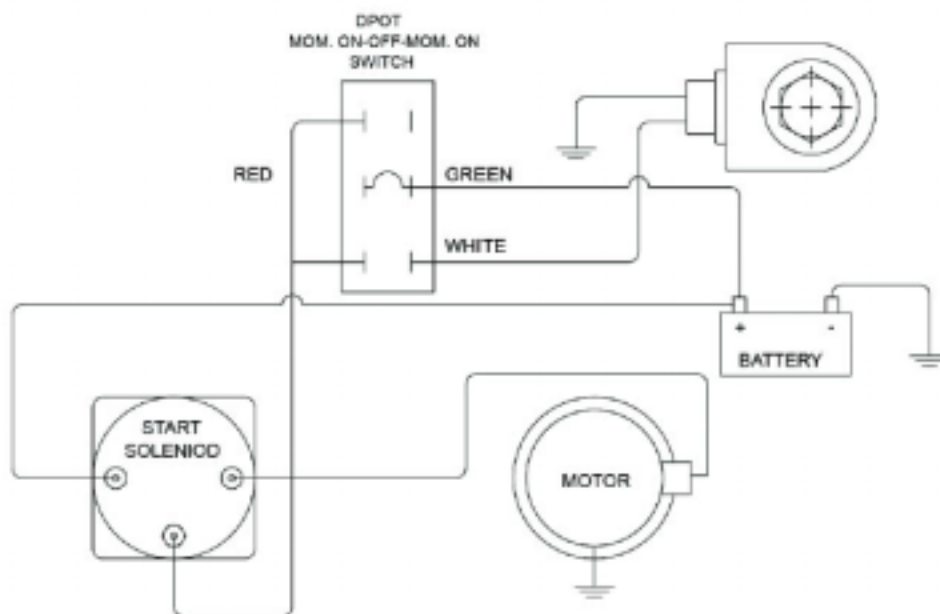 DPOT
MOM. ON-OFF-MOM. ON
SWITCH
RED
GREEN
WHITE
+
-
BATTERY
START
SOLENIOD
MOTOR